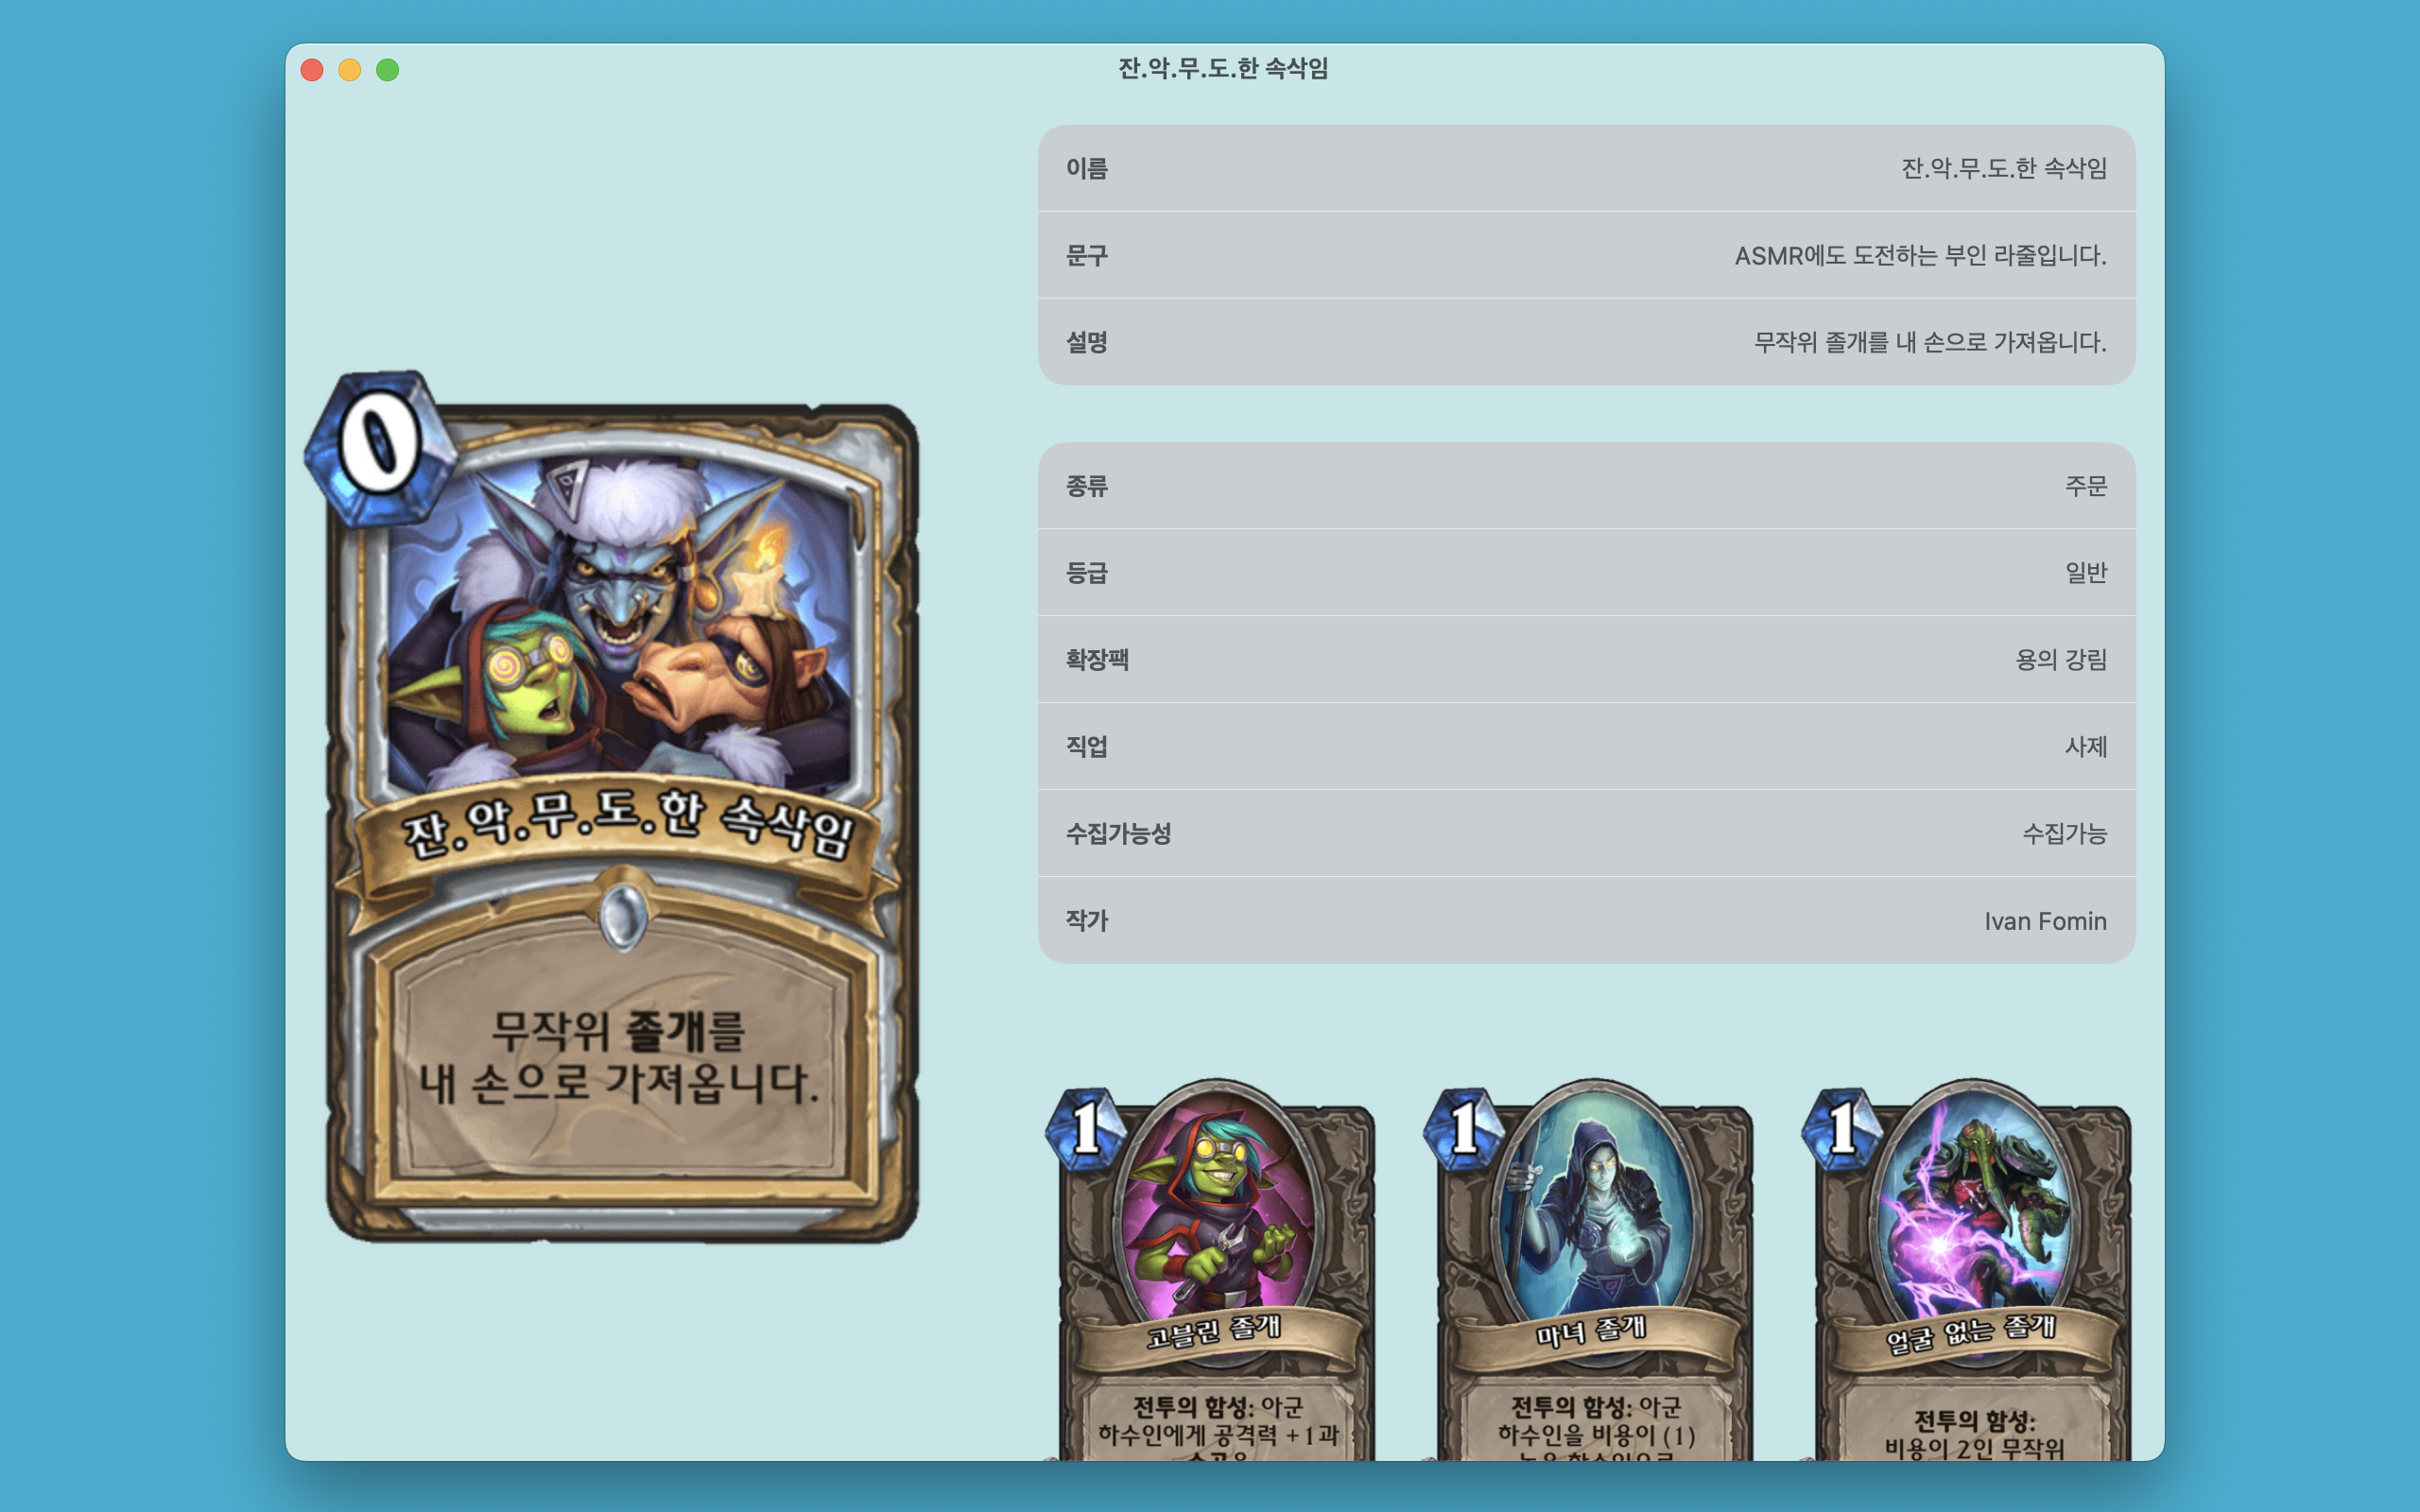 잔.악.무.도.한 속삭임
이름 잔.악.무.도.한 속삭임
문구 ASMR에도 도전하는 부인 라줄입니다.
설명 무작위 졸개를 내 손으로 가져옵니다.
0
잔.악.무.도.한 속삭임
무작위 졸개를
내 손으로 가져옵니다.
종류 주문
등급 일반
확장팩 용의 강림
직업 사제
수집가능성 수집가능
작가 Ivan Fomin
1
고블린 졸개
전투의 함성: 아군
하수인에게 공격력 +1과
1
마녀 졸개
전투의 함성: 아군
하수인을 비용이 (1)
1
얼굴 없는 졸개
전투의 함성:
비용이 2인 무작위